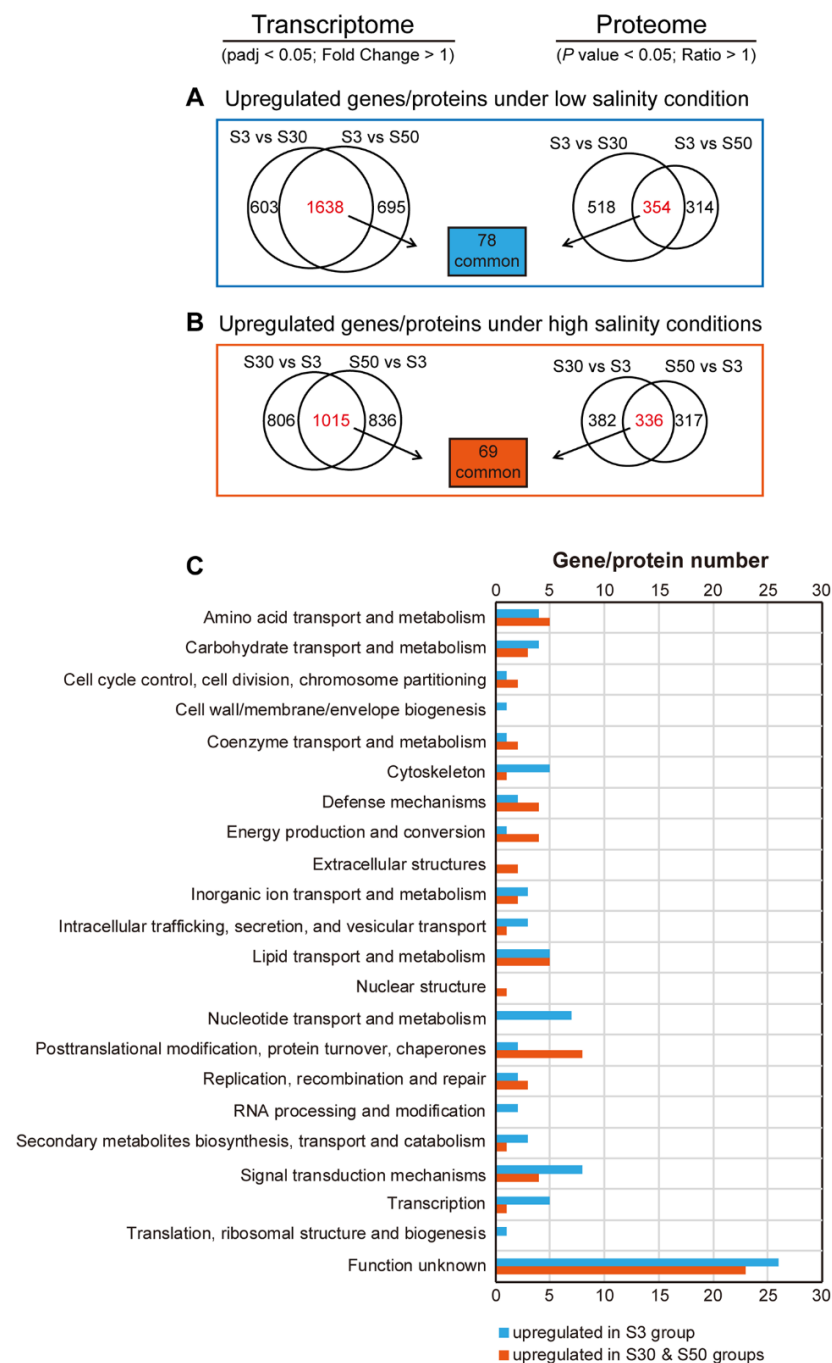 Transcriptome Proteome
(padj < 0.05; Fold Change > 1) (P value < 0.05; Ratio > 1)
A Upregulated genes/proteins under low salinity condition
S3 vs S30 S3 vs S50 S3 vs S30 S3 vs S50
603 1638 695 518 354 314
78
common
B Upregulated genes/proteins under high salinity conditions
S30 vs S3 S50 vs S3 S30 vs S3 S50 vs S3
806 1015 836 382 336 317
69
common
C Gene/protein number
0 5 10 15 20 25 30
Amino acid transport and metabolism
Carbohydrate transport and metabolism
Cell cycle control, cell division, chromosome partitioning
Cell wall/membrane/envelope biogenesis
Coenzyme transport and metabolism
Cytoskeleton
Defense mechanisms
Energy production and conversion
Extracellular structures
Inorganic ion transport and metabolism
Intracellular trafficking, secretion, and vesicular transport
Lipid transport and metabolism
Nuclear structure
Nucleotide transport and metabolism
Posttranslational modification, protein turnover, chaperones
Replication, recombination and repair
RNA processing and modification
Secondary metabolites biosynthesis, transport and catabolism
Signal transduction mechanisms
Transcription
Translation, ribosomal structure and biogenesis
Function unknown
0 5 10 15 20 25 30
upregulated in S3 group
upregulated in S30 & S50 groups